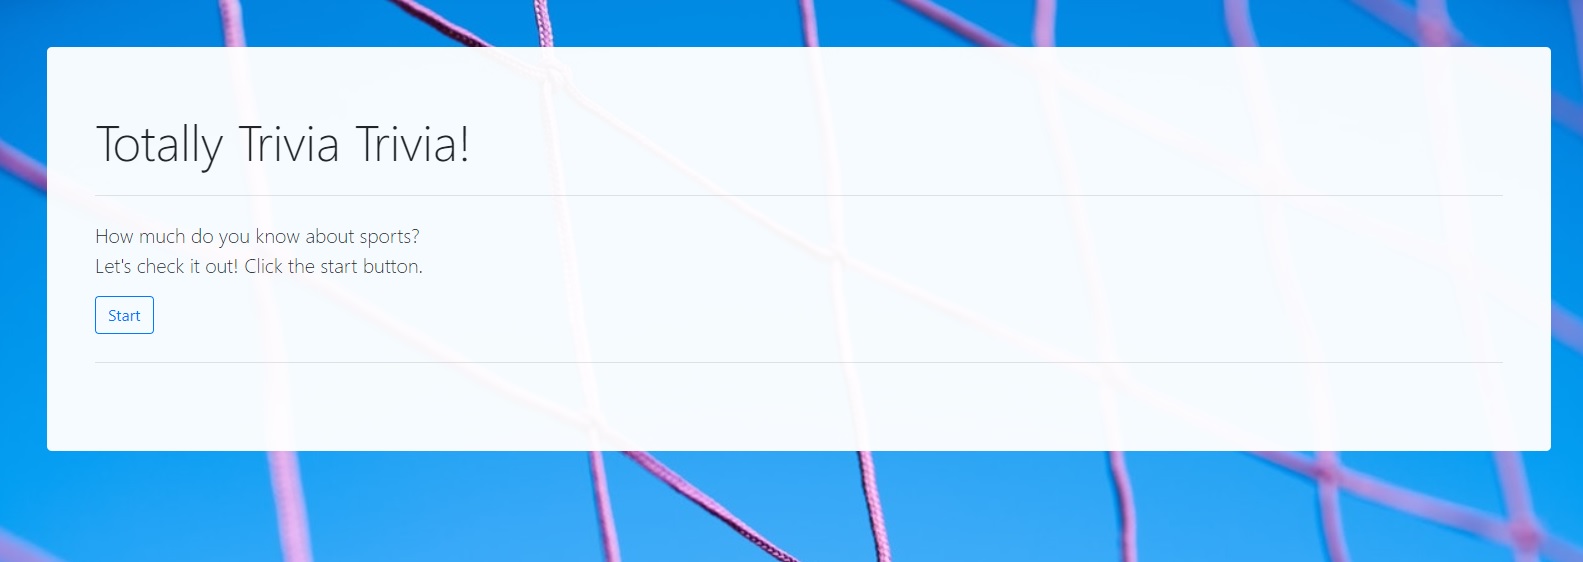 Totally Trivia Trivia!
How much do you know about sports?
Let's check it out! Click the start button.
Start